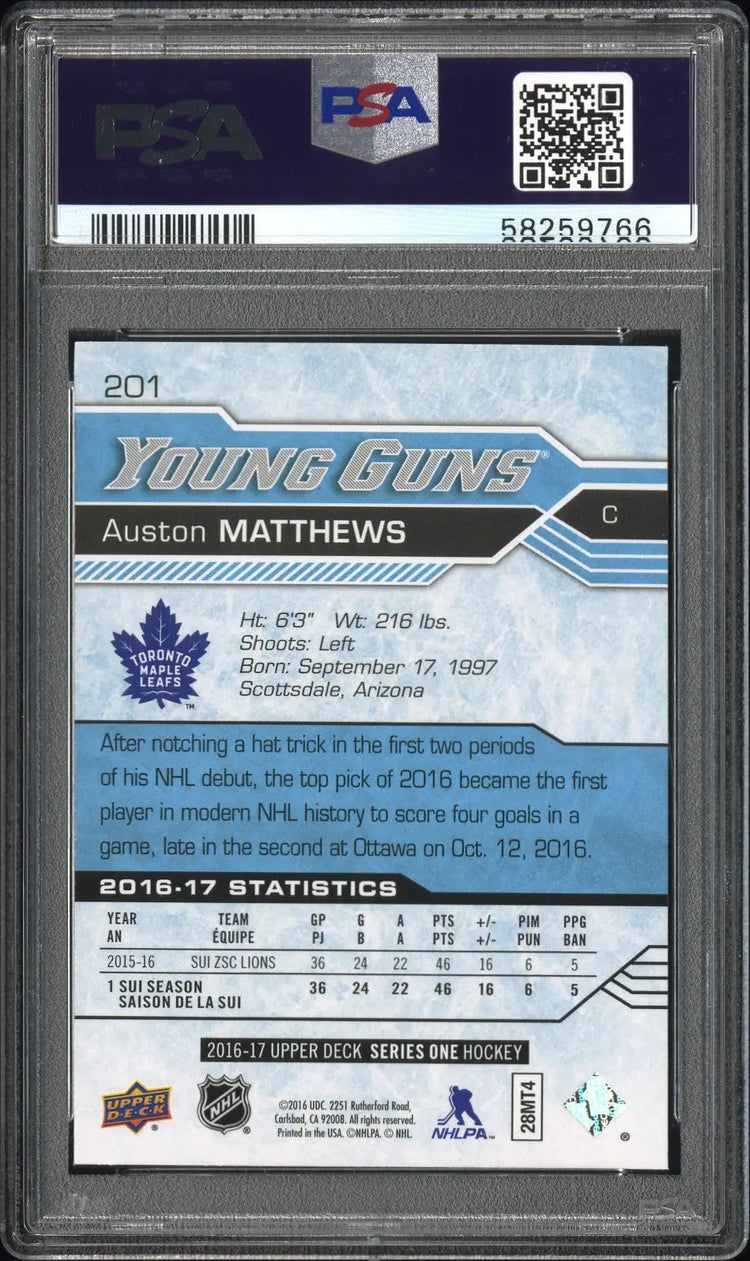 PSA
PSA
58259766
201
YOUNG GUNS®
Auston MATTHEWS
C
TORONTO
MAPLE
LEAFS
TM
Ht: 6'3" Wt: 216 lbs.
Shoots: Left
Born: September 17, 1997
Scottsdale, Arizona
After notching a hat trick in the first two periods
of his NHL debut, the top pick of 2016 became the first
player in modern NHL history to score four goals in a
game, late in the second at Ottawa on Oct. 12, 2016.
2016-17 STATISTICS
YEAR TEAM GP G A PTS +/- PIM PPG
AN ÉQUIPE PJ B A PTS +/- PUN BAN
2015-16 SUI ZSC LIONS 36 24 22 46 16 6 5
1 SUI SEASON 36 24 22 46 16 6 5
SAISON DE LA SUI
2016-17 UPPER DECK SERIES ONE HOCKEY
UPPER
D·E·C·K
®
NHL
®
©2016 UDC. 2251 Rutherford Road,
Carlsbad, CA 92008. All rights reserved.
Printed in the USA. ©NHLPA. © NHL.
NHLPA™
28MT4
®
PSA